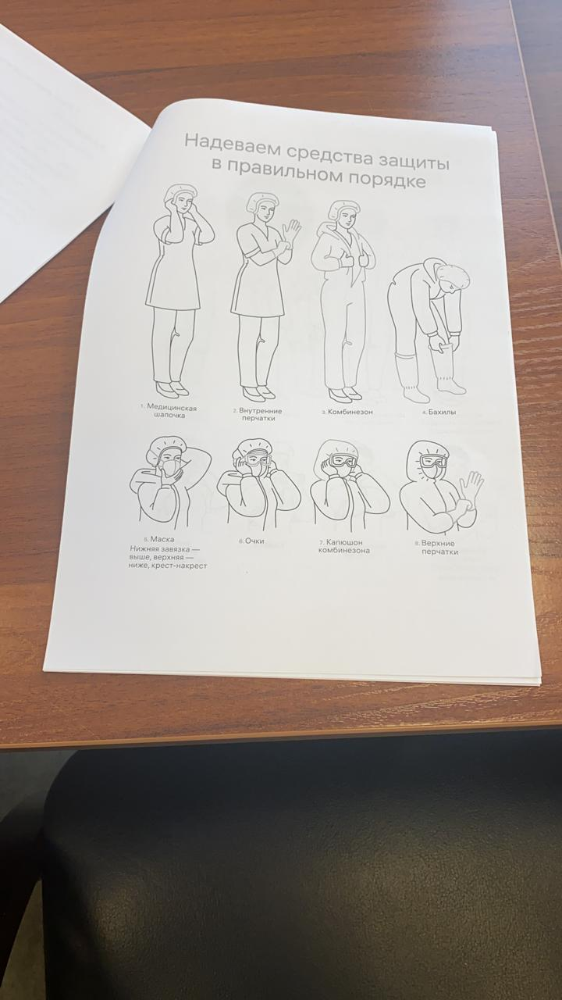 Надеваем средства защиты
в правильном порядке
1. Медицинская
шапочка
2. Внутренние
перчатки
3. Комбинезон
4. Бахилы
5. Маска
Нижняя завязка —
выше, верхняя —
ниже, крест-накрест
6. Очки
7. Капюшон
комбинезона
8. Верхние
перчатки